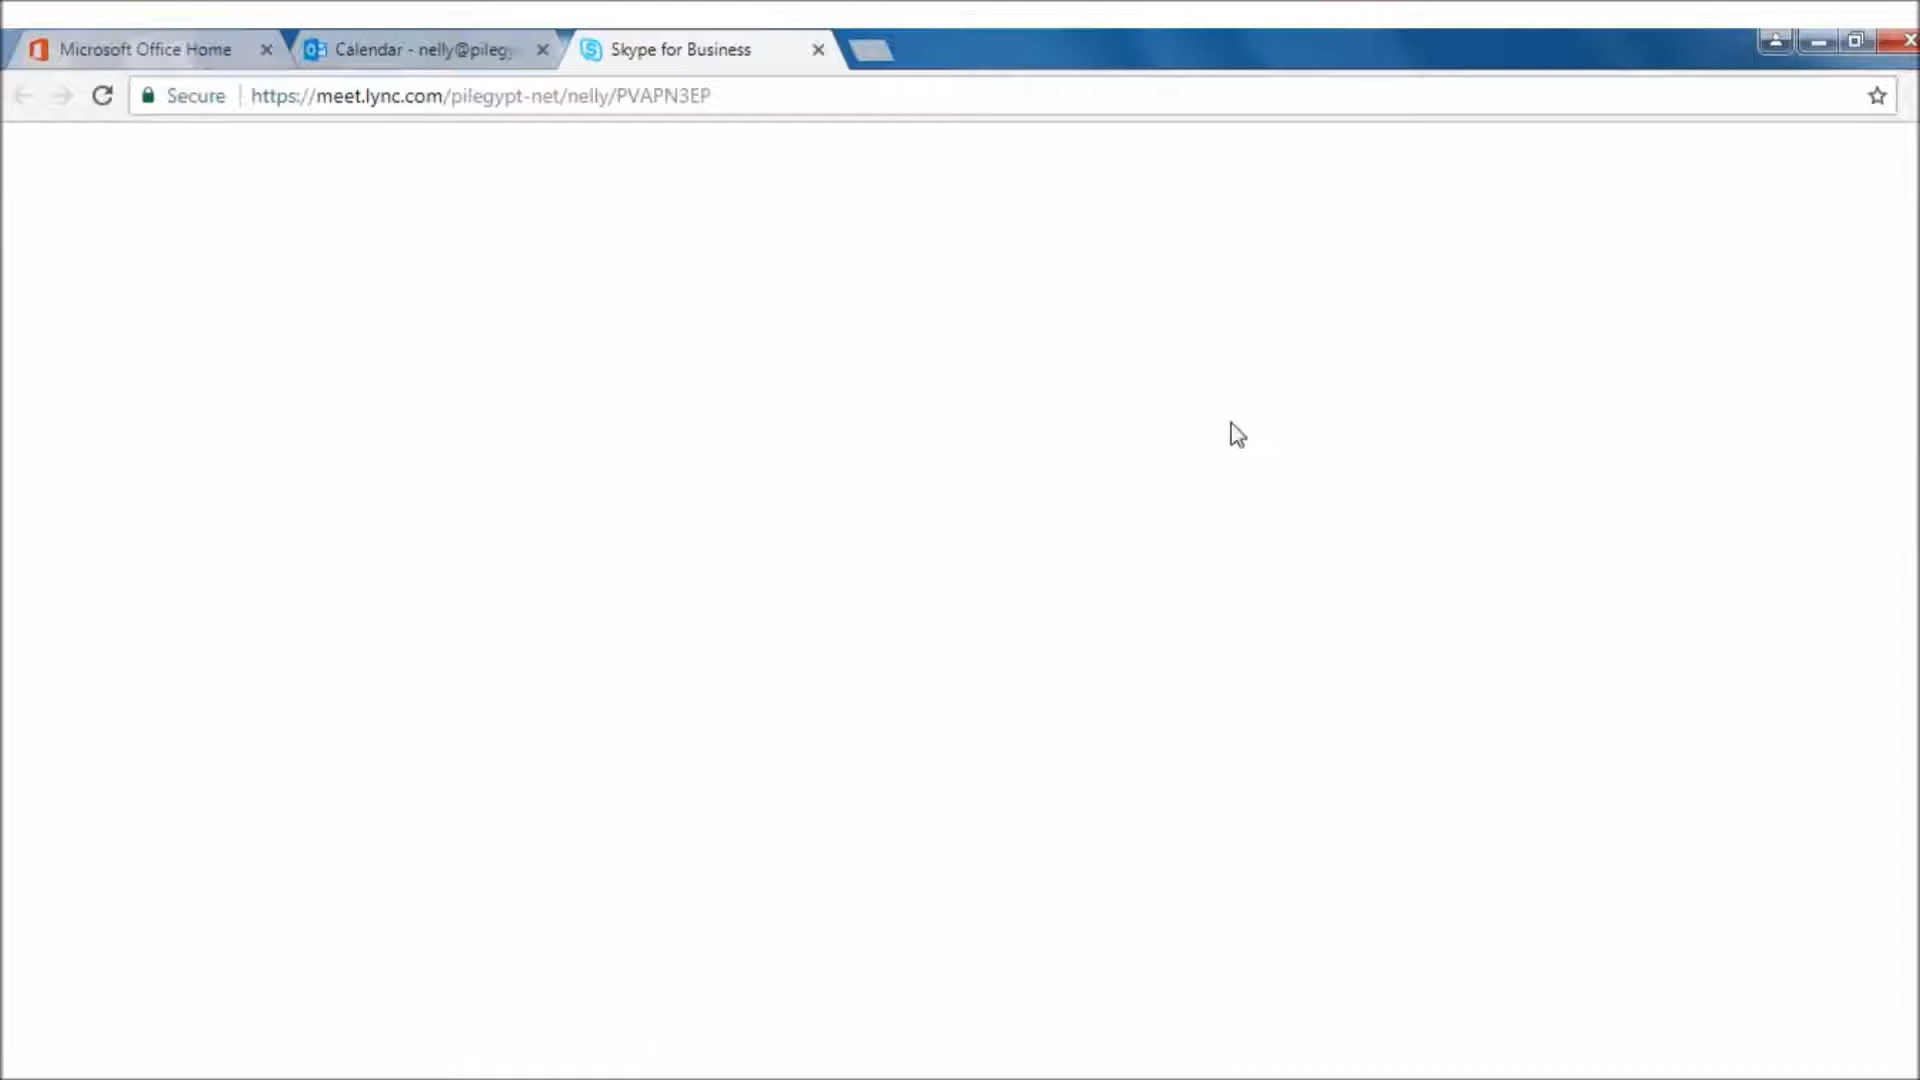 Microsoft Office Home
Calendar - nelly@pileg
Skype for Business
Secure
https://meet.lync.com/pilegypt-net/nelly/PVAPN3EP